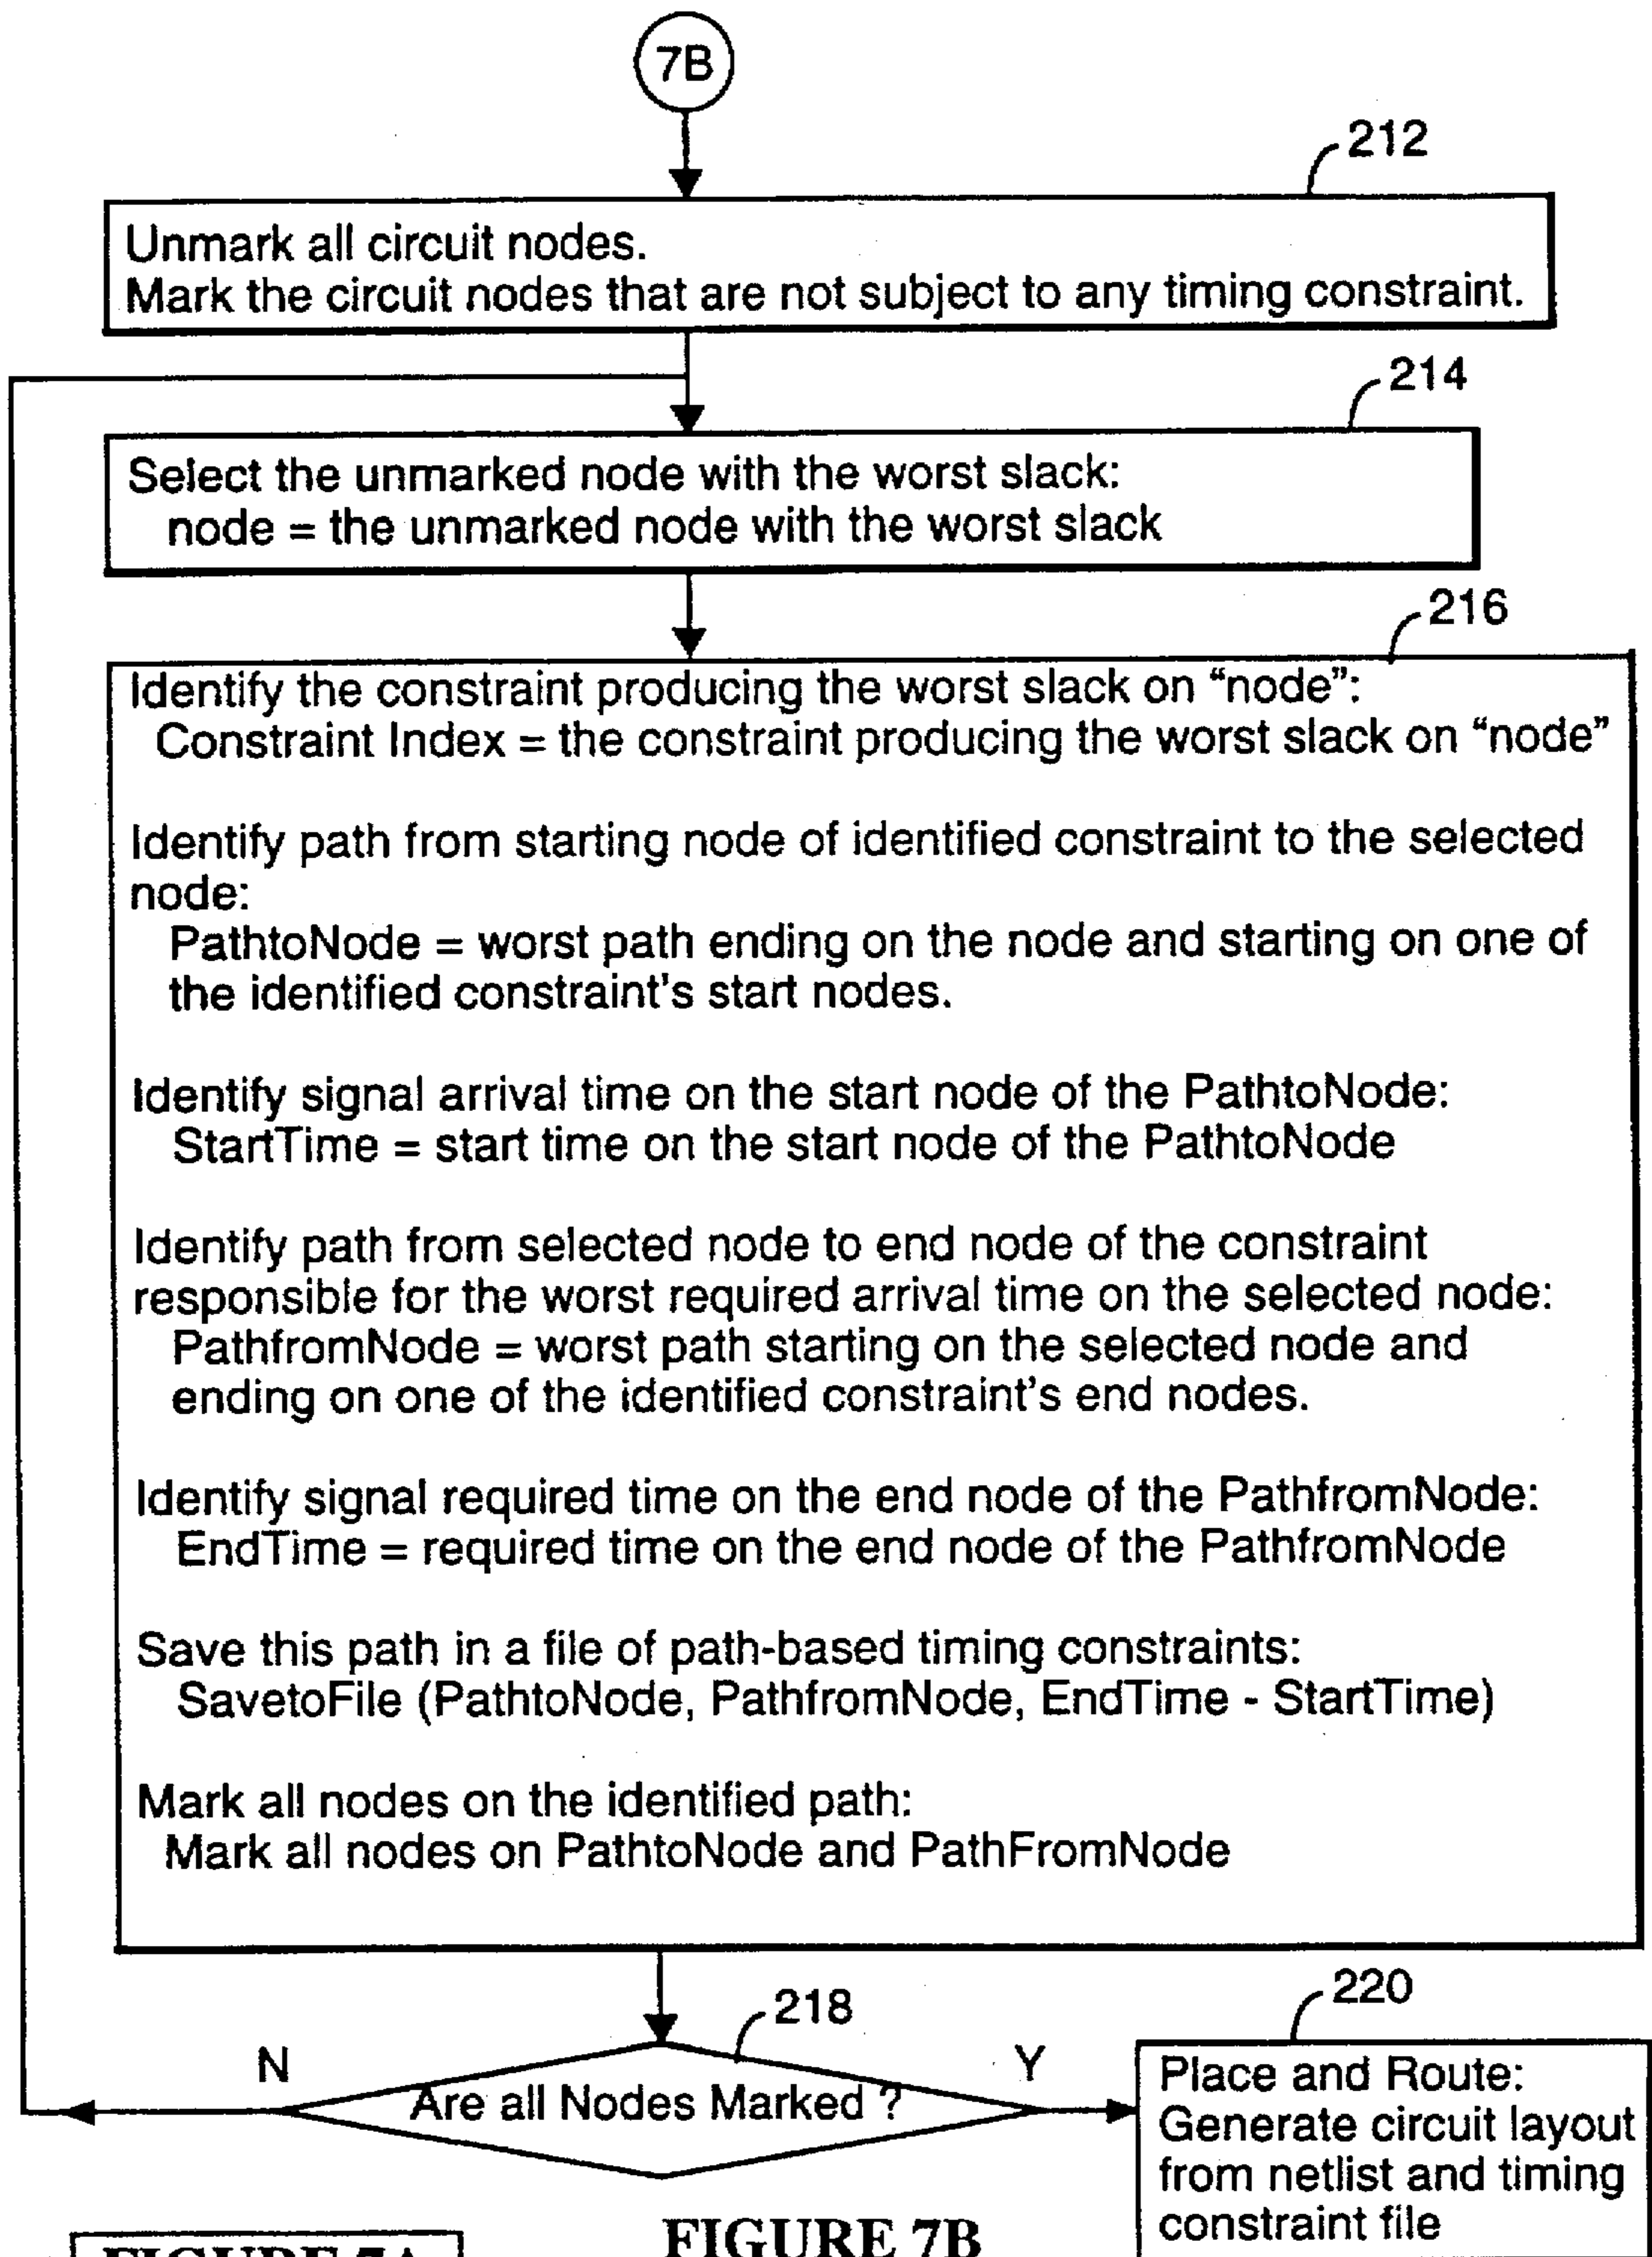 7B
212
Unmark all circuit nodes.
Mark the circuit nodes that are not subject to any timing constraint.
214
Select the unmarked node with the worst slack:
node = the unmarked node with the worst slack
216
Identify the constraint producing the worst slack on “node”:
Constraint Index = the constraint producing the worst slack on “node”
Identify path from starting node of identified constraint to the selected
node:
PathtoNode = worst path ending on the node and starting on one of
the identified constraint's start nodes.
Identify signal arrival time on the start node of the PathtoNode:
StartTime = start time on the start node of the PathtoNode
Identify path from selected node to end node of the constraint
responsible for the worst required arrival time on the selected node:
PathfromNode = worst path starting on the selected node and
ending on one of the identified constraint's end nodes.
Identify signal required time on the end node of the PathfromNode:
EndTime = required time on the end node of the PathfromNode
Save this path in a file of path-based timing constraints:
SavetoFile (PathtoNode, PathfromNode, EndTime - StartTime)
Mark all nodes on the identified path:
Mark all nodes on PathtoNode and PathFromNode
218
220
N
Are all Nodes Marked ?
Y
Place and Route:
Generate circuit layout
from netlist and timing
constraint file
FIGURE 7B
FIGURE 7A